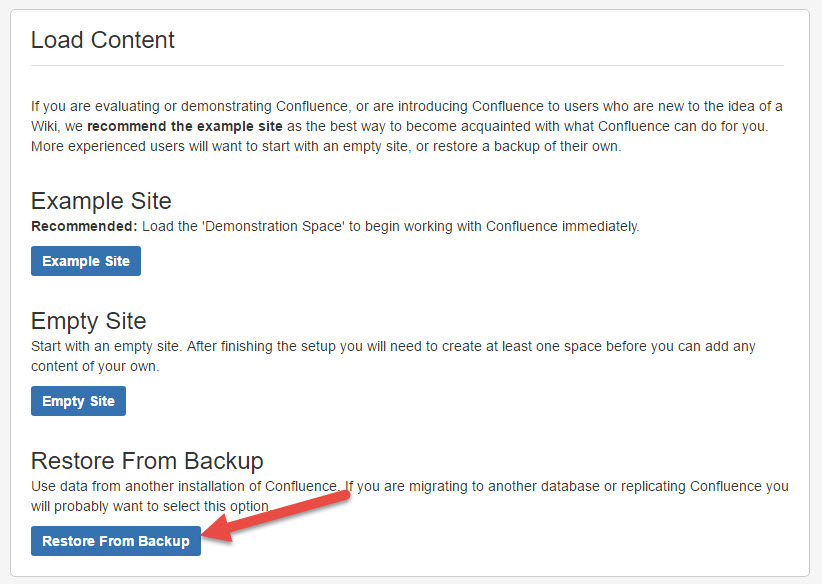 Load Content
If you are evaluating or demonstrating Confluence, or are introducing Confluence to users who are new to the idea of a
Wiki, we recommend the example site as the best way to become acquainted with what Confluence can do for you.
More experienced users will want to start with an empty site, or restore a backup of their own.
Example Site
Recommended: Load the 'Demonstration Space' to begin working with Confluence immediately.
Example Site
Empty Site
Start with an empty site. After finishing the setup you will need to create at least one space before you can add any
content of your own.
Empty Site
Restore From Backup
Use data from another installation of Confluence. If you are migrating to another database or replicating Confluence you
will probably want to select this option.
Restore From Backup